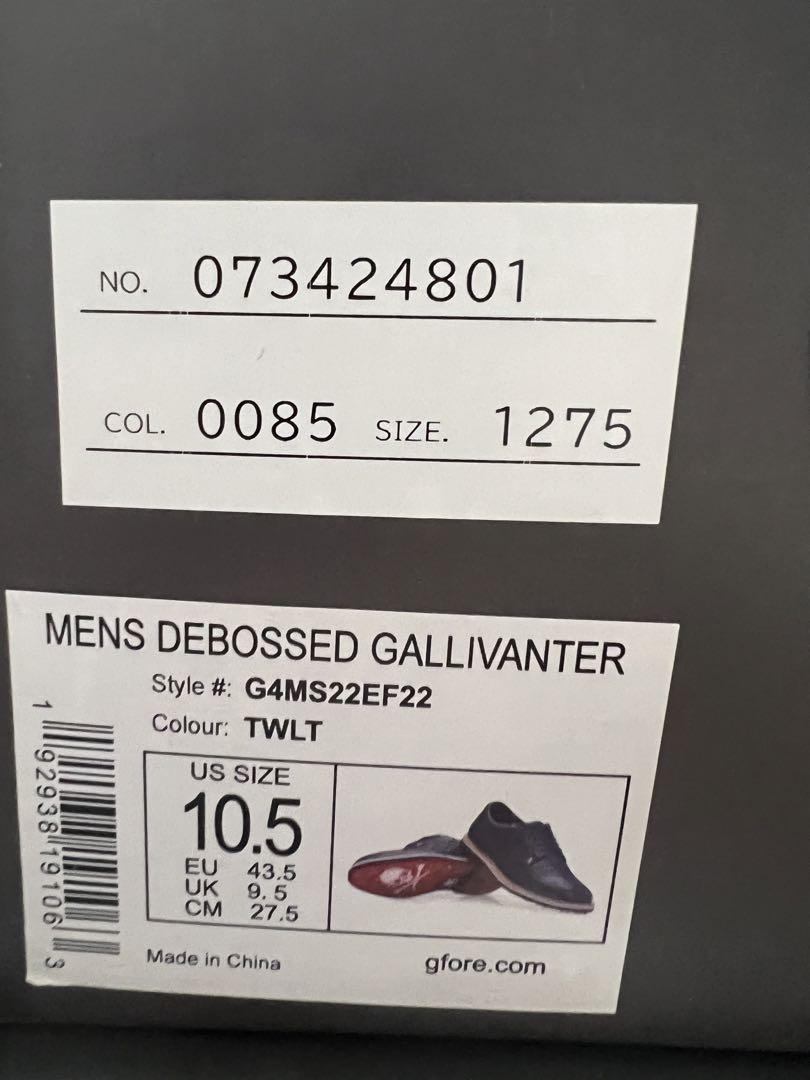 NO. 073424801
COL. 0085 SIZE. 1275
MENS DEBOSSED GALLIVANTER
Style #: G4MS22EF22
Colour: TWLT
US SIZE
10.5
EU 43.5
UK 9.5
CM 27.5
Made in China
gfore.com
1 92938 19106 3